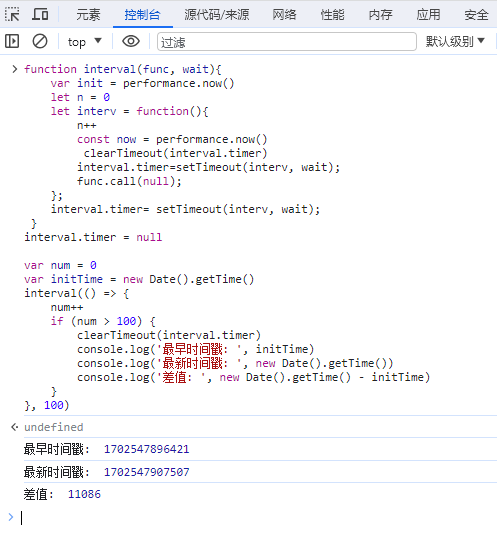 元素 控制台 源代码/来源 网络 性能 内存 应用 安全
top ▼ 过滤 默认级别 ▼
function interval(func, wait){
    var init = performance.now()
    let n = 0
    let interv = function(){
        n++
        const now = performance.now()
         clearTimeout(interval.timer)
        interval.timer=setTimeout(interv, wait);
        func.call(null);
    };
    interval.timer= setTimeout(interv, wait);
 }
interval.timer = null

var num = 0
var initTime = new Date().getTime()
interval(() => {
    num++
    if (num > 100) {
        clearTimeout(interval.timer)
        console.log('最早时间戳: ', initTime)
        console.log('最新时间戳: ', new Date().getTime())
        console.log('差值: ', new Date().getTime() - initTime)
    }
}, 100)
undefined
最早时间戳: 1702547896421
最新时间戳: 1702547907507
差值: 11086